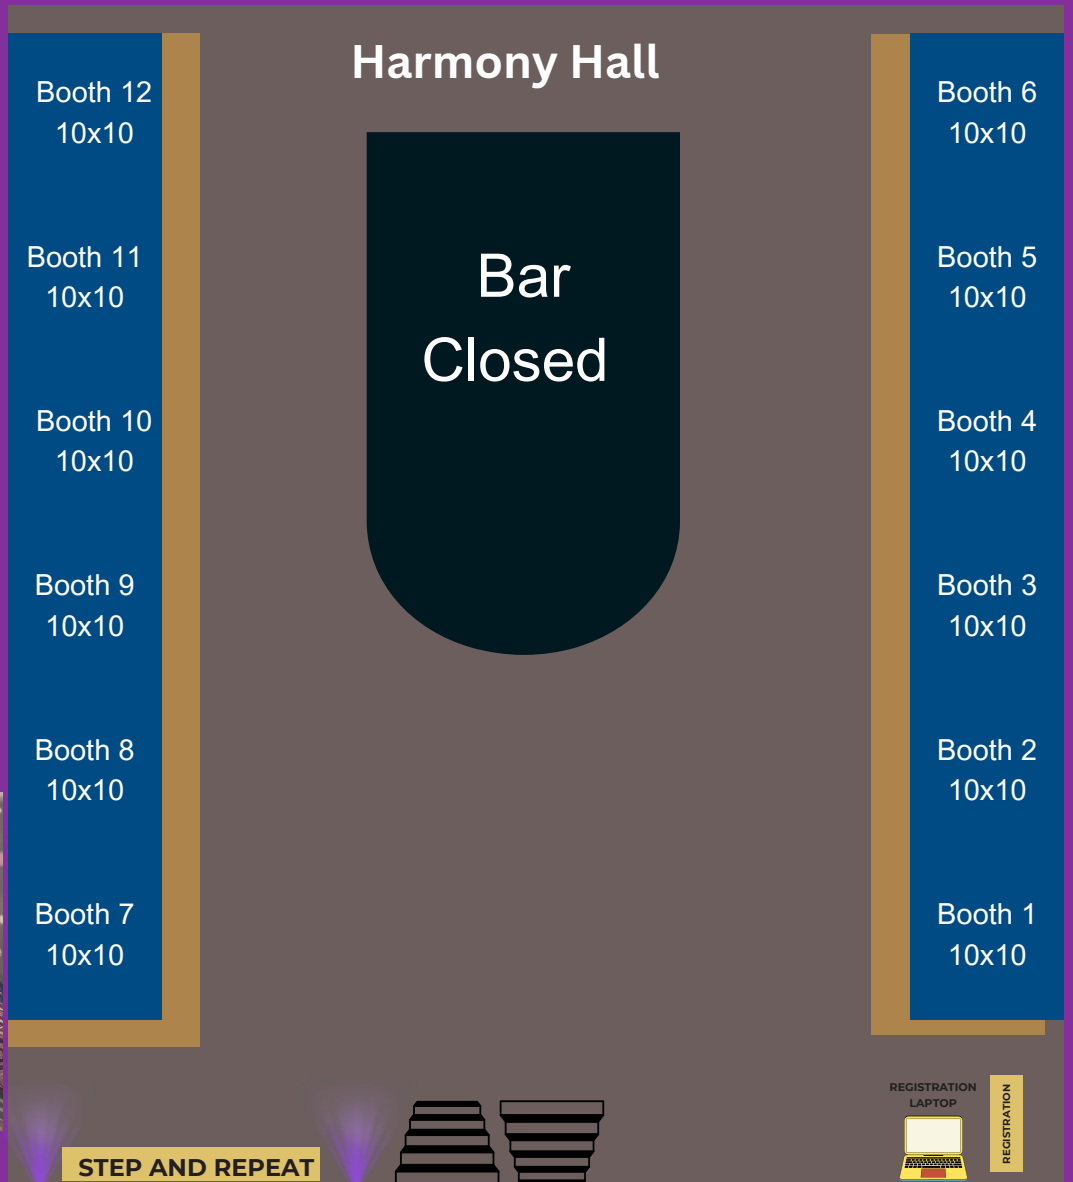 Harmony Hall
Booth 12
10x10
Booth 11
10x10
Booth 10
10x10
Booth 9
10x10
Booth 8
10x10
Booth 7
10x10
Bar
Closed
Booth 6
10x10
Booth 5
10x10
Booth 4
10x10
Booth 3
10x10
Booth 2
10x10
Booth 1
10x10
STEP AND REPEAT
REGISTRATION
LAPTOP
REGISTRATION